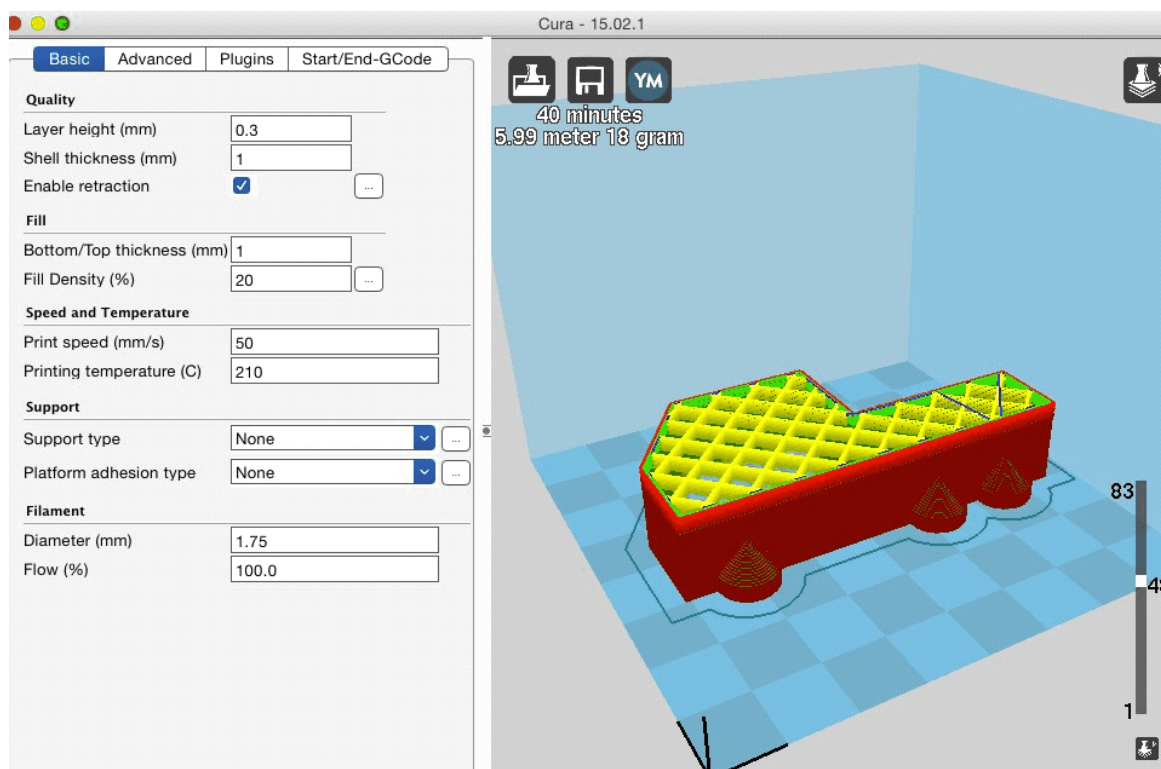 Cura - 15.02.1
Basic Advanced Plugins Start/End-GCode
Quality
Layer height (mm) 0.3
Shell thickness (mm) 1
Enable retraction ...
Fill
Bottom/Top thickness (mm) 1
Fill Density (%) 20 ...
Speed and Temperature
Print speed (mm/s) 50
Printing temperature (C) 210
Support
Support type None ...
Platform adhesion type None ...
Filament
Diameter (mm) 1.75
Flow (%) 100.0
YM
40 minutes
5.99 meter 18 gram
83
1